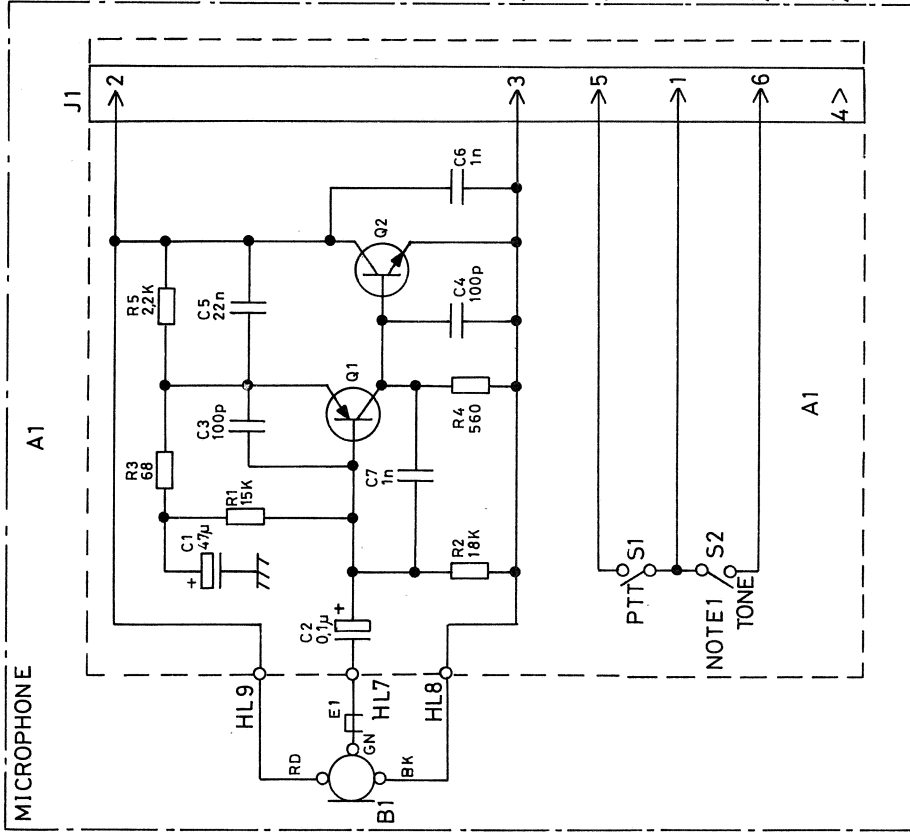 MICROPHONE
A1
J1
2
3
5
1
6
4
R5
2,2K
C5
22n
C6
1n
Q2
C4
100p
R3
68
C3
100p
Q1
R4
560
R1
15K
C7
1n
C1
47µ
+
R2
18K
C2
0,1µ
+
HL9
HL7
HL8
E1
RD
GN
BK
B1
S1
PTT
S2
NOTE1
TONE
A1